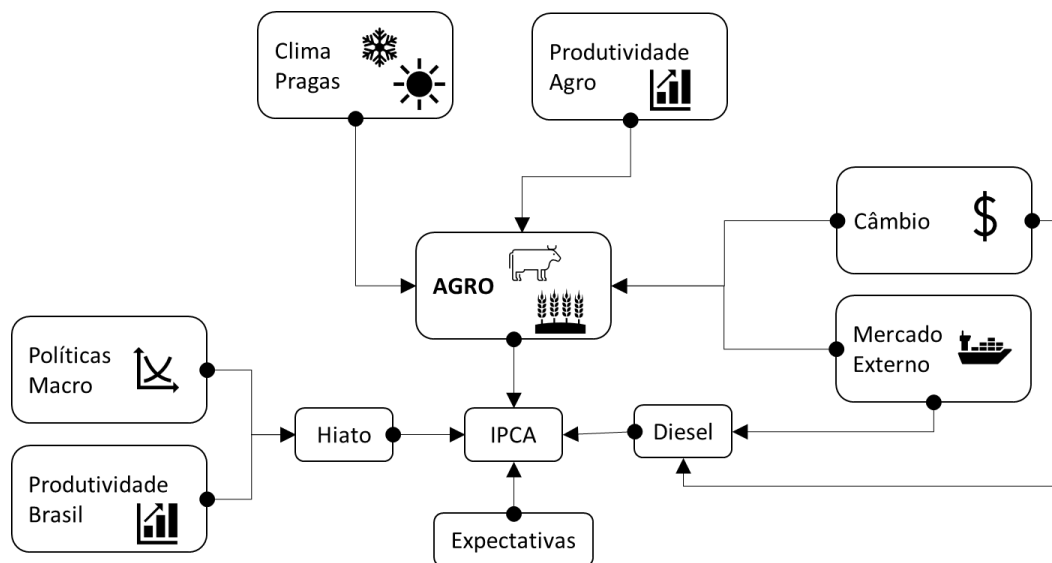 Clima
Pragas
Produtividade
Agro
Câmbio
AGRO
Mercado
Externo
Políticas
Macro
Hiato
IPCA
Diesel
Produtividade
Brasil
Expectativas